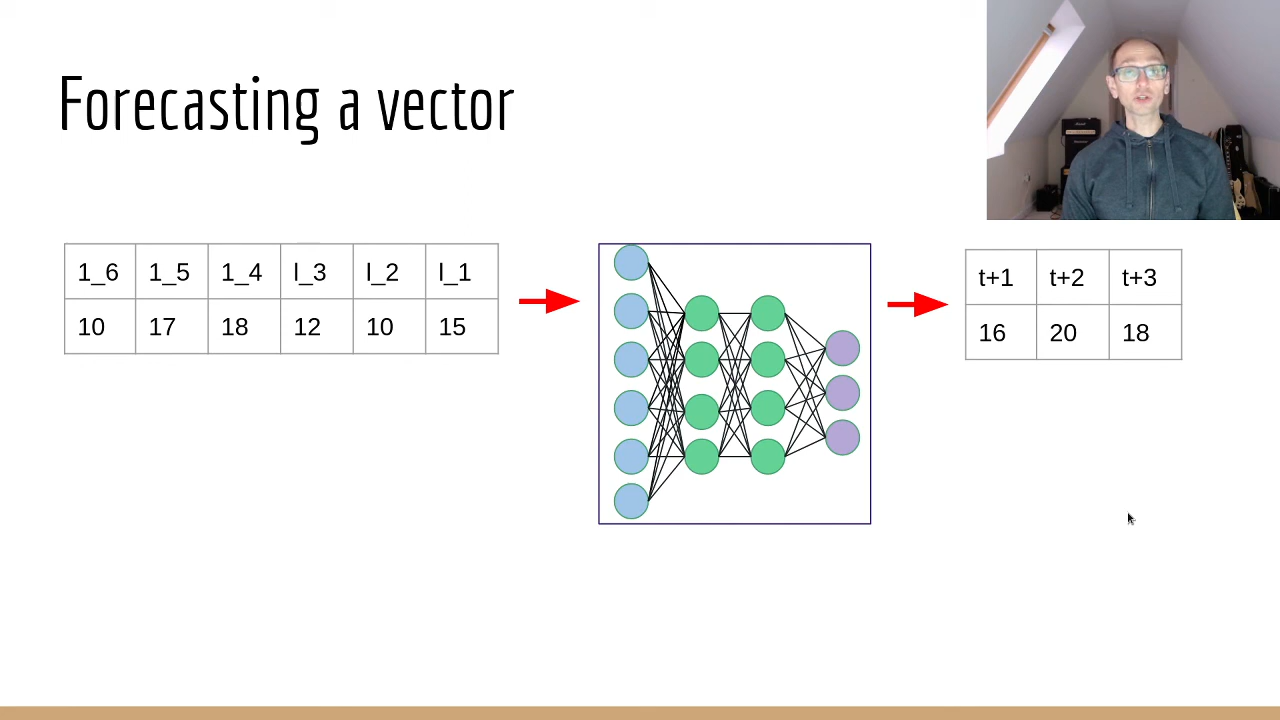 Forecasting a vector
1_6 1_5 1_4 l_3 l_2 l_1
10 17 18 12 10 15
t+1 t+2 t+3
16 20 18